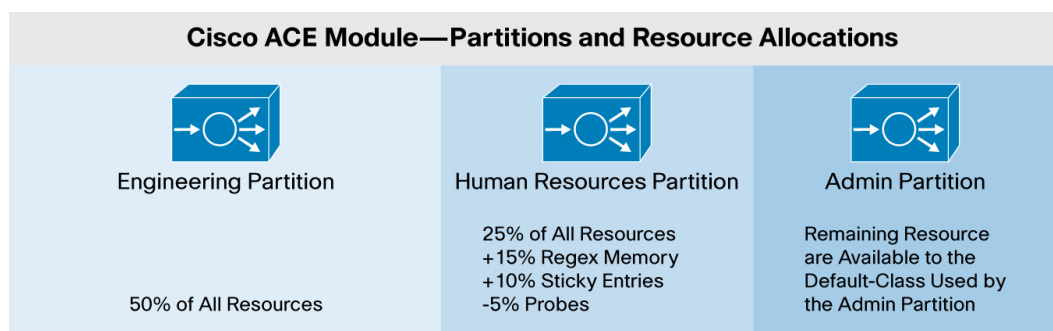 Cisco ACE Module—Partitions and Resource Allocations
Engineering Partition
50% of All Resources
Human Resources Partition
25% of All Resources
+15% Regex Memory
+10% Sticky Entries
-5% Probes
Admin Partition
Remaining Resource
are Available to the
Default-Class Used by
the Admin Partition